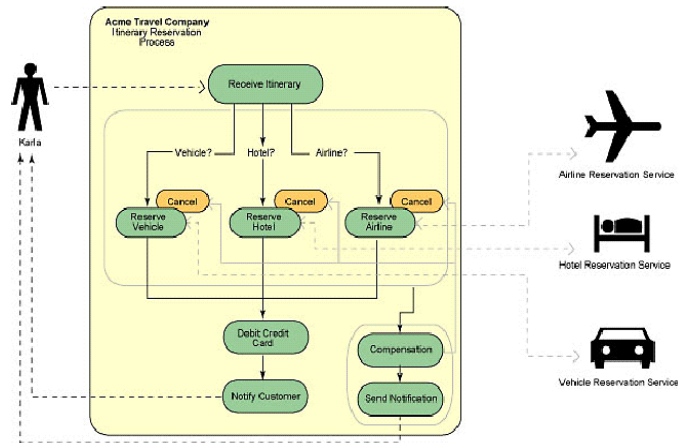 Acme Travel Company
Itinerary Reservation
Process
Receive Itinerary
Karla
Vehicle?
Hotel?
Airline?
Cancel
Cancel
Cancel
Reserve
Vehicle
Reserve
Hotel
Reserve
Airline
Airline Reservation Service
Hotel Reservation Service
Debit Credit
Card
Compensation
Vehicle Reservation Service
Notify Customer
Send Notification